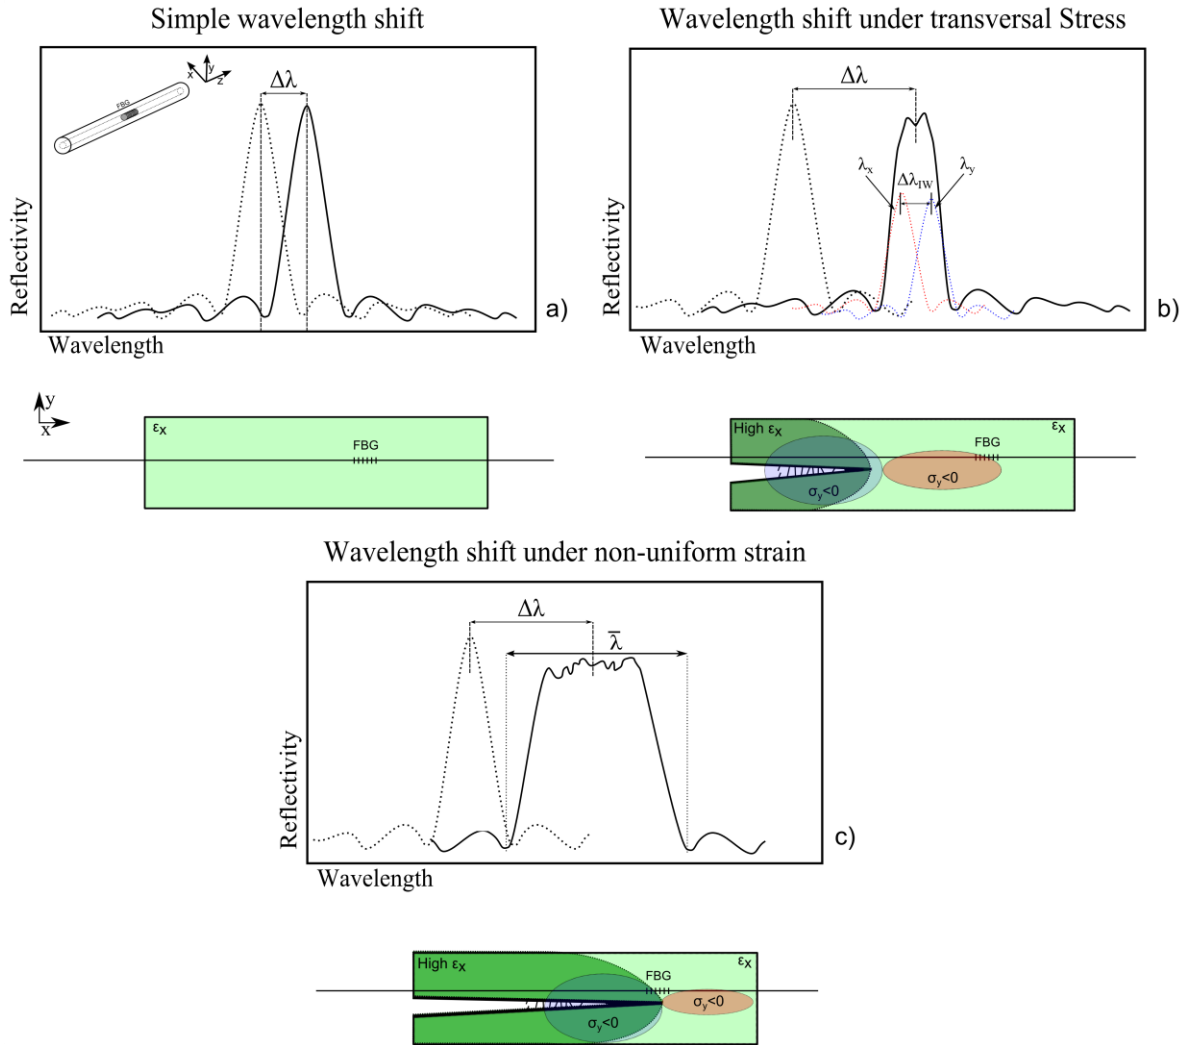 Simple wavelength shift
Wavelength shift under transversal Stress
x
y
z
FBG
Δλ
Reflectivity
Wavelength
a)
Δλ
λx
ΔλIW
λy
Reflectivity
Wavelength
b)
y
x
εx
FBG
High εx
FBG
εx
σy<0
σy<0
Wavelength shift under non-uniform strain
Δλ
λ̄
Reflectivity
Wavelength
c)
High εx
FBG
εx
σy<0
σy<0